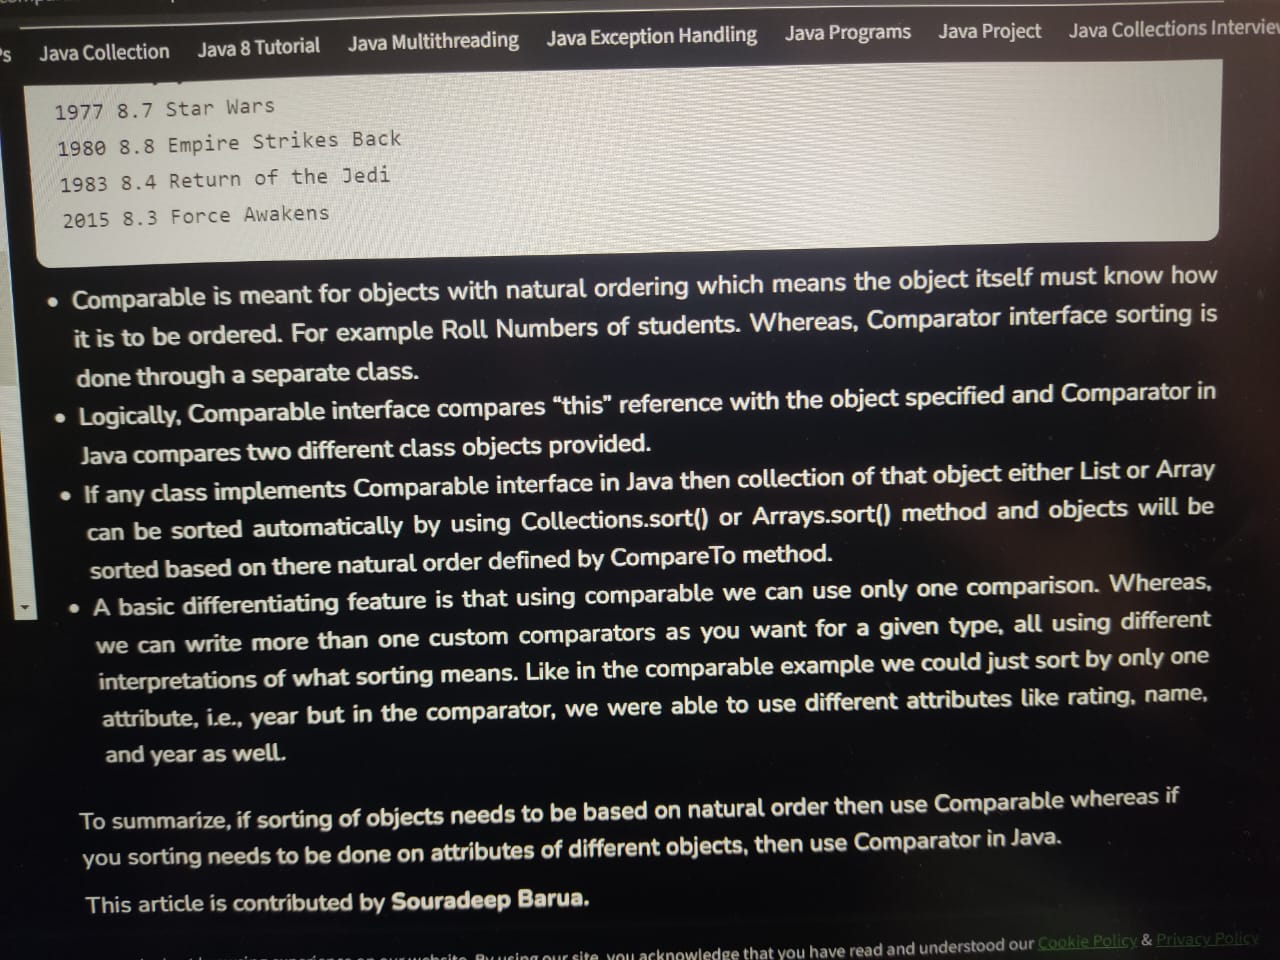 Java Collection Java 8 Tutorial Java Multithreading Java Exception Handling Java Programs Java Project Java Collections
1977 8.7 Star Wars
1980 8.8 Empire Strikes Back
1983 8.4 Return of the Jedi
2015 8.3 Force Awakens
• Comparable is meant for objects with natural ordering which means the object itself must know how
it is to be ordered. For example Roll Numbers of students. Whereas, Comparator interface sorting is
done through a separate class.
• Logically, Comparable interface compares “this” reference with the object specified and Comparator in
Java compares two different class objects provided.
• If any class implements Comparable interface in Java then collection of that object either List or Array
can be sorted automatically by using Collections.sort() or Arrays.sort() method and objects will be
sorted based on there natural order defined by CompareTo method.
• A basic differentiating feature is that using comparable we can use only one comparison. Whereas,
we can write more than one custom comparators as you want for a given type, all using different
interpretations of what sorting means. Like in the comparable example we could just sort by only one
attribute, i.e., year but in the comparator, we were able to use different attributes like rating, name,
and year as well.
To summarize, if sorting of objects needs to be based on natural order then use Comparable whereas if
you sorting needs to be done on attributes of different objects, then use Comparator in Java.
This article is contributed by Souradeep Barua.
website. By using our site, you acknowledge that you have read and understood our Cookie Policy & Privacy Policy